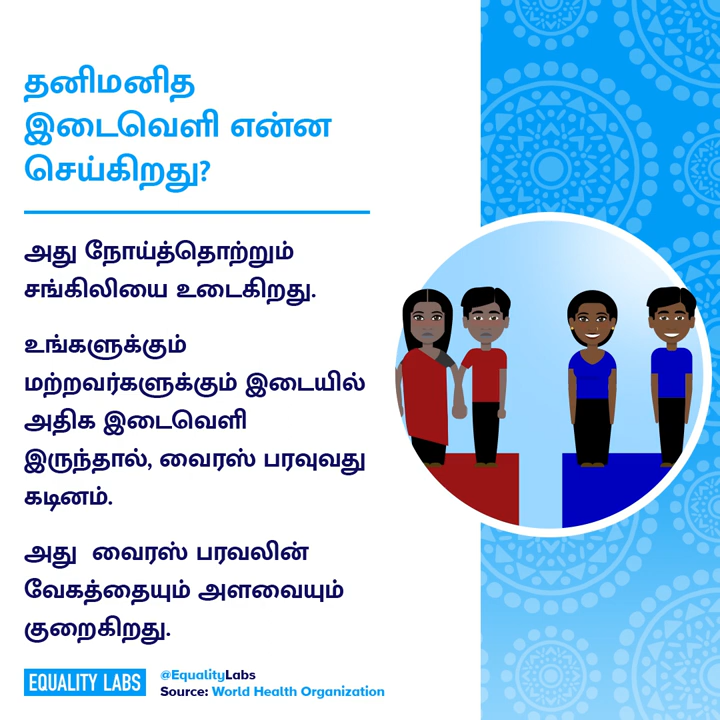 தனிமனித
இடைவெளி என்ன
செய்கிறது?
அது நோய்த்தொற்றும்
சங்கிலியை உடைகிறது.
உங்களுக்கும்
மற்றவர்களுக்கும் இடையில்
அதிக இடைவெளி
இருந்தால், வைரஸ் பரவுவது
கடினம்.
அது வைரஸ் பரவலின்
வேகத்தையும் அளவையும்
குறைகிறது.
EQUALITY LABS
@EqualityLabs
Source: World Health Organization